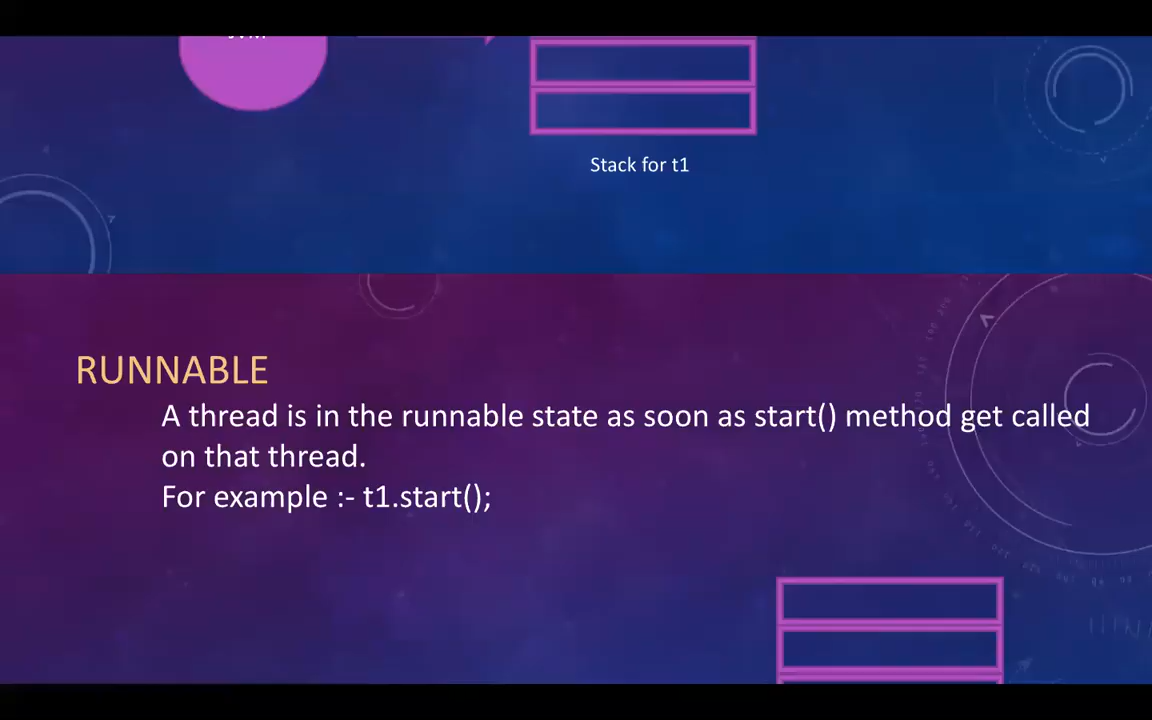 Stack for t1
RUNNABLE
A thread is in the runnable state as soon as start() method get called
on that thread.
For example :- t1.start();